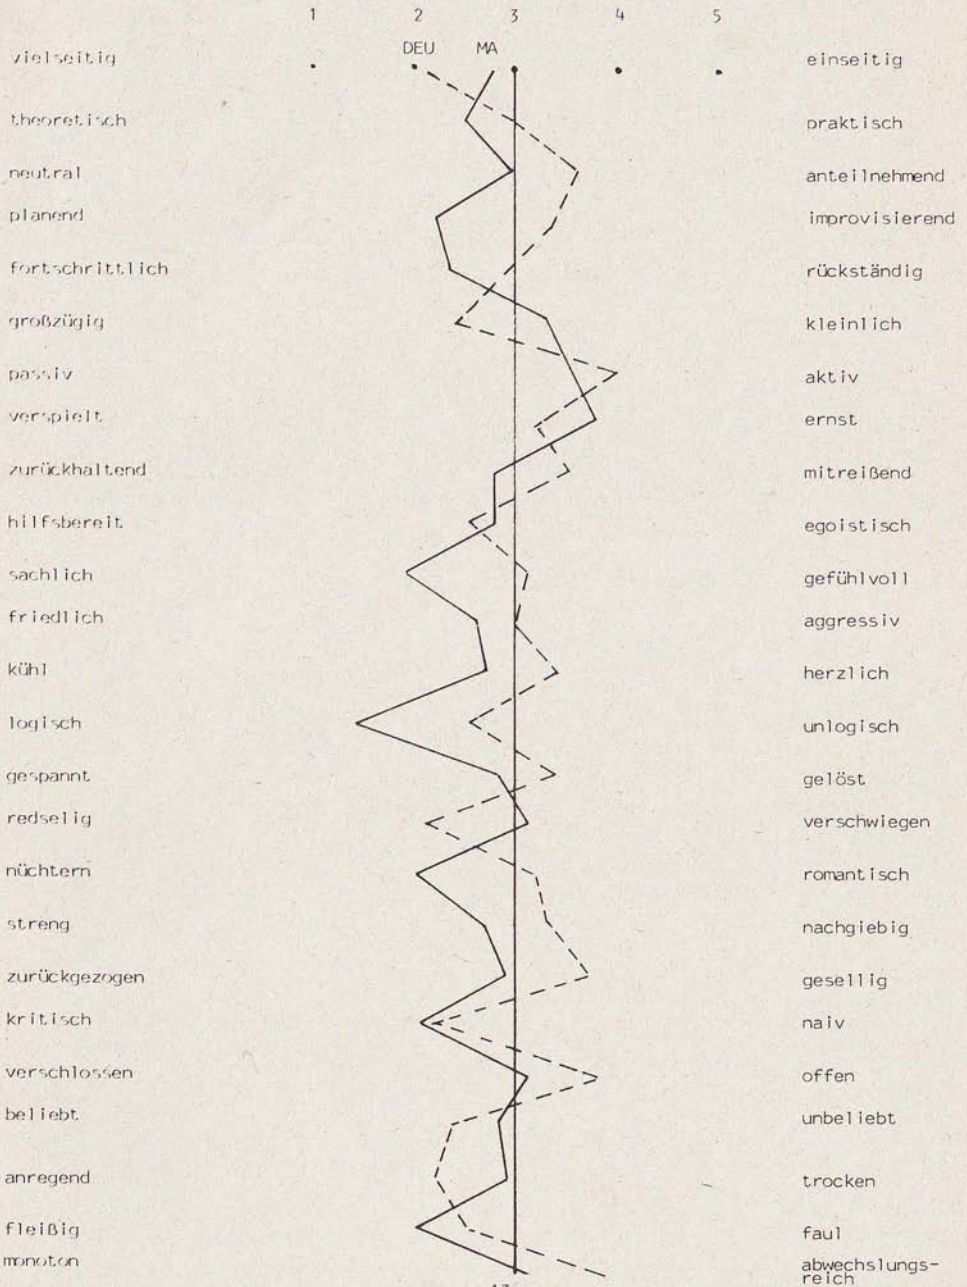 1 2 3 4 5
DEU MA
vielseitig einseitig
theoretisch praktisch
neutral anteilnehmend
planend improvisierend
fortschrittlich rückständig
großzügig kleinlich
passiv aktiv
verspielt ernst
zurückhaltend mitreißend
hilfsbereit egoistisch
sachlich gefühlvoll
friedlich aggressiv
kühl herzlich
logisch unlogisch
gespannt gelöst
redselig verschwiegen
nüchtern romantisch
streng nachgiebig
zurückgezogen gesellig
kritisch naiv
verschlossen offen
beliebt unbeliebt
anregend trocken
fleißig faul
monoton abwechslungs-
reich